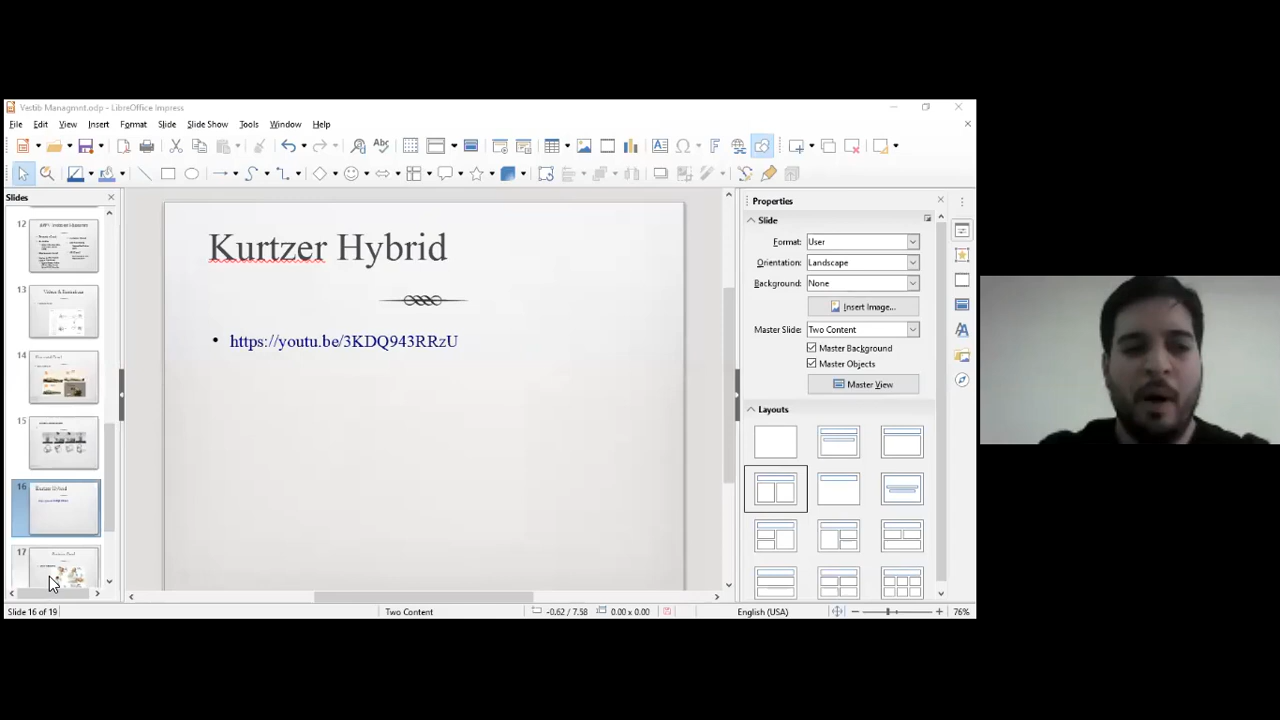 Vestib Managmnt.odp - LibreOffice Impress
File Edit View Insert Format Slide Slide Show Tools Window Help
Abc
Slides
12
13
14
15
16
Kurtzer Hybrid
17
Kurtzer Hybrid
• https://youtu.be/3KDQ943RRzU
Properties
Slide
Format: User
Orientation: Landscape
Background: None
Insert Image...
Master Slide: Two Content
Master Background
Master Objects
Master View
Layouts
Slide 16 of 19
Two Content
-0.62 / 7.58
0.00 x 0.00
English (USA)
76%